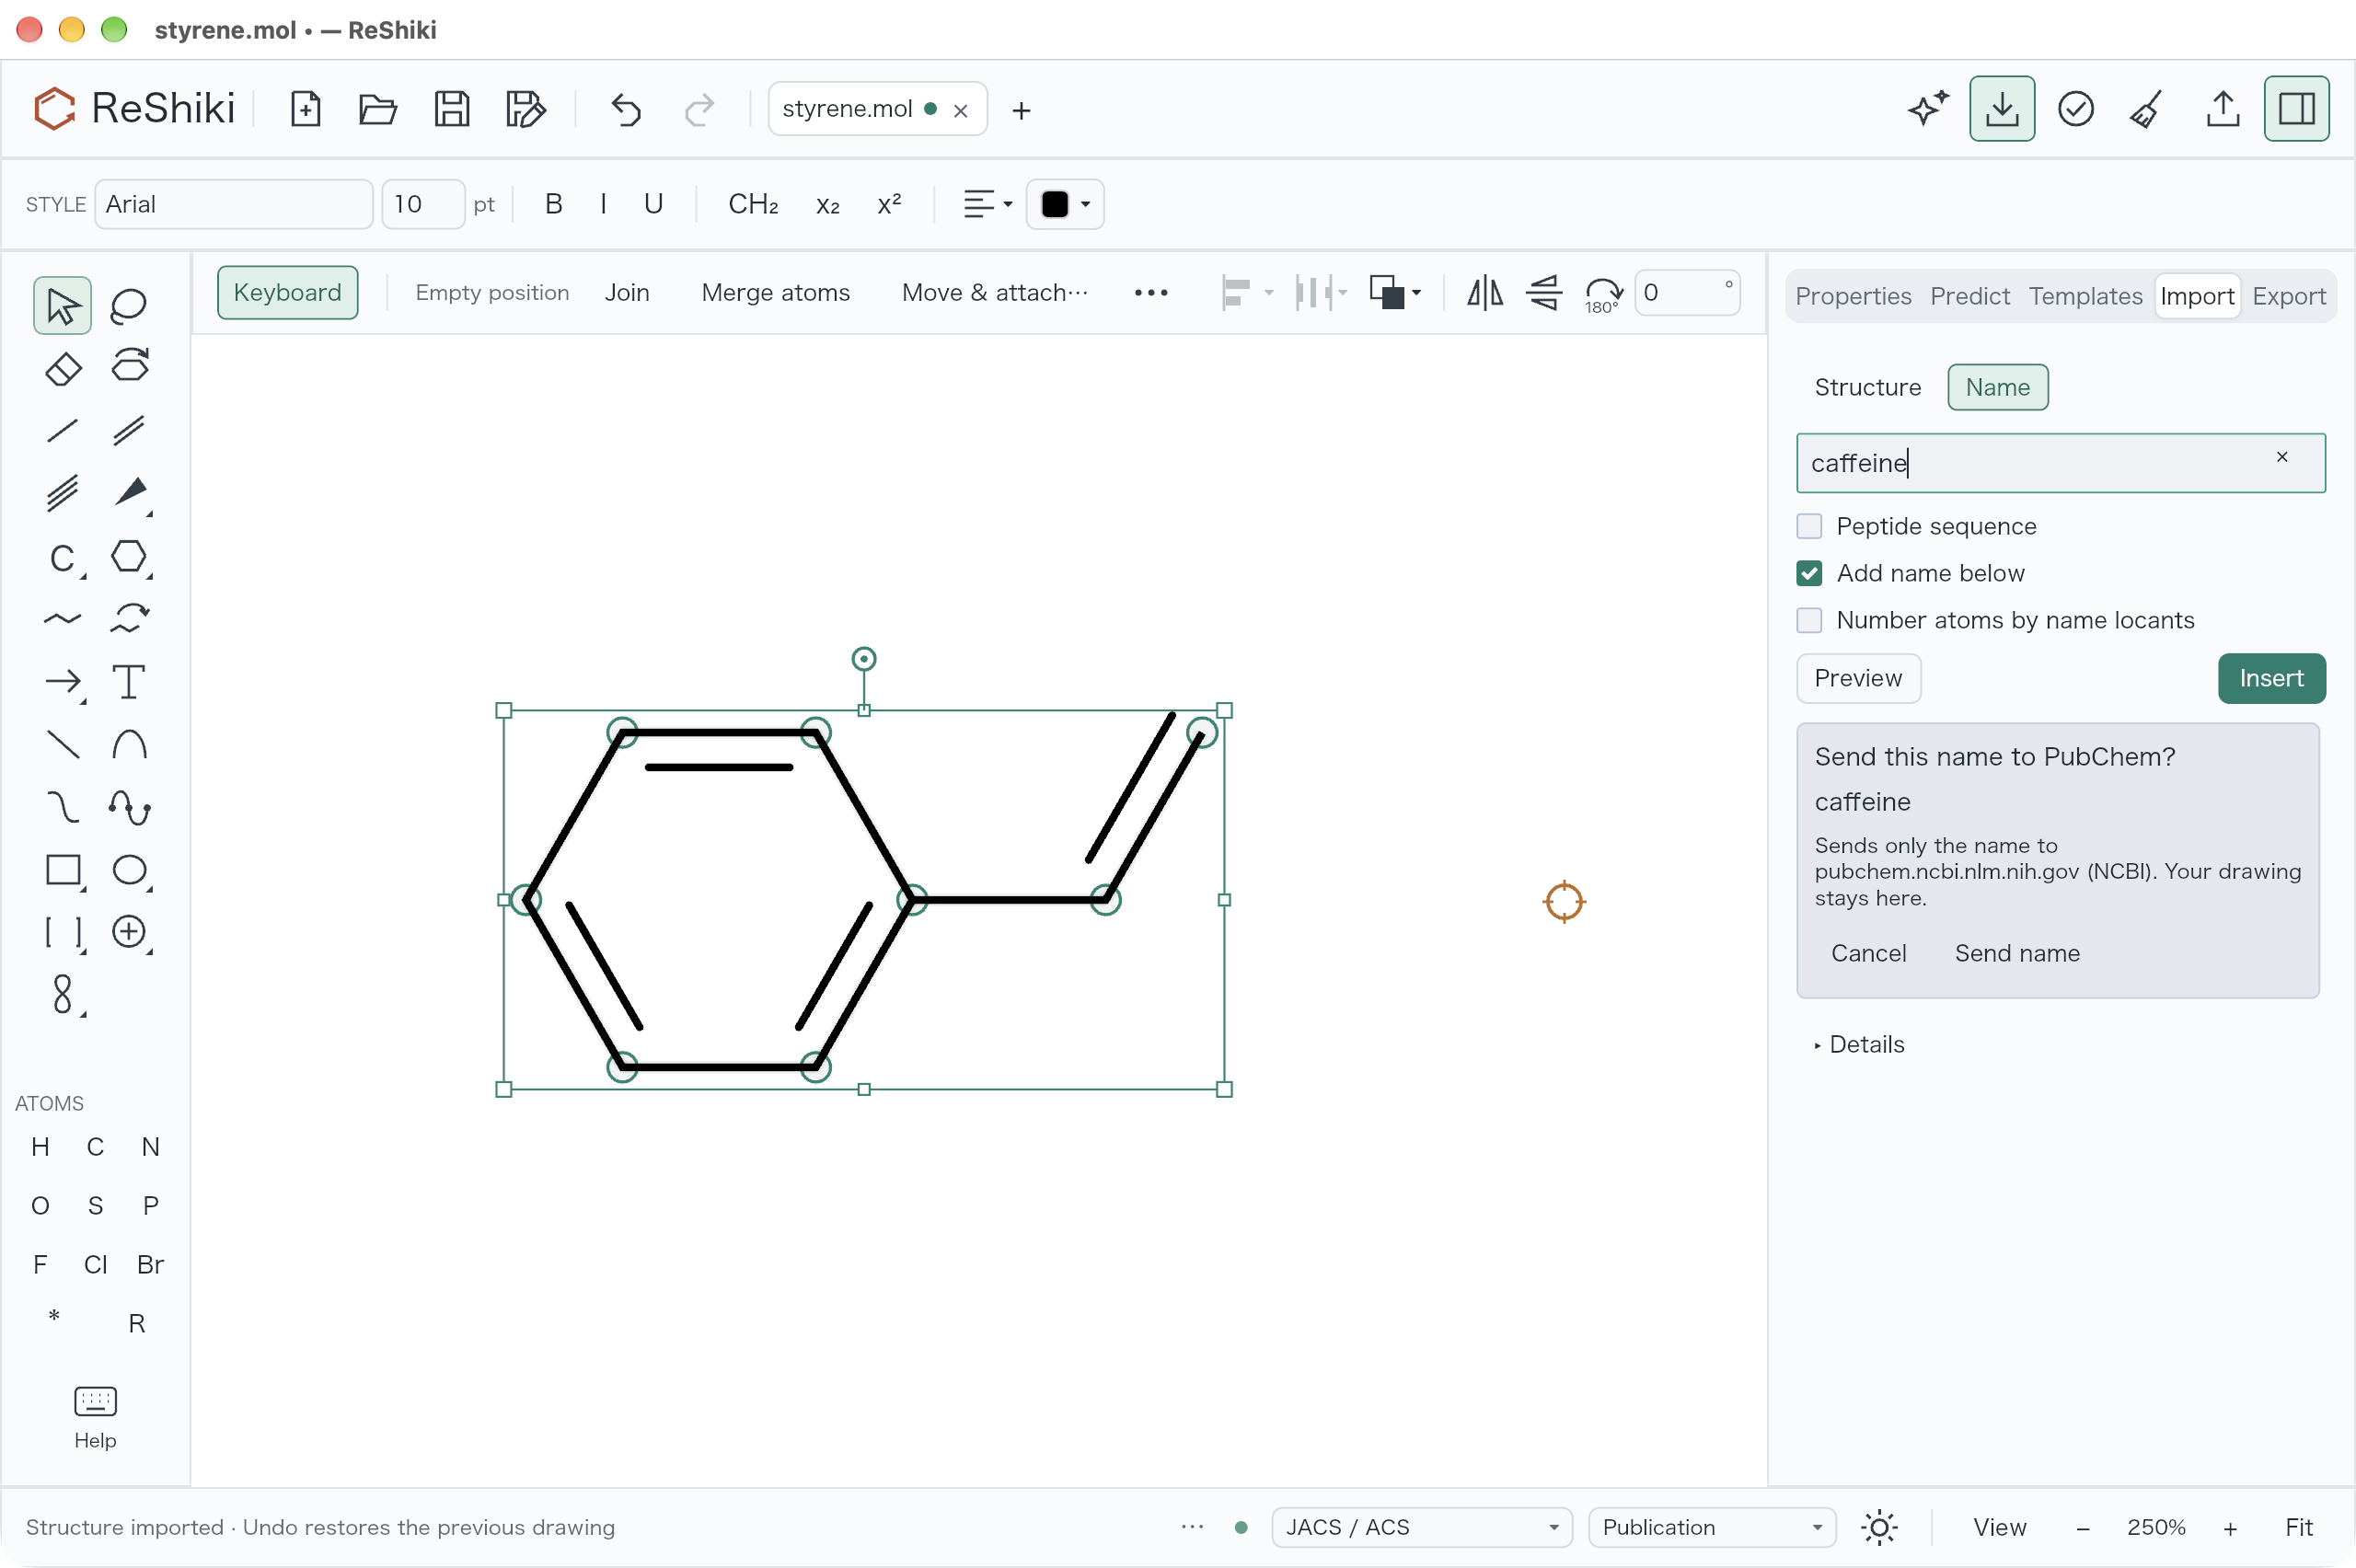 styrene.mol • — ReShiki
ReShiki
styrene.mol ● × +
STYLE Arial 10 pt B I U CH₂ x₂ x²
Keyboard Empty position Join Merge atoms Move & attach··· 180° 0 °
Properties Predict Templates Import Export
Structure Name
caffeine ×
Peptide sequence
Add name below
Number atoms by name locants
Preview Insert
Send this name to PubChem?
caffeine
Sends only the name to
pubchem.ncbi.nlm.nih.gov (NCBI). Your drawing
stays here.
Cancel Send name
▸ Details
C
T
[ ]
ATOMS
H C N
O S P
F Cl Br
* R
Help
Structure imported · Undo restores the previous drawing
··· JACS / ACS Publication View − 250% + Fit